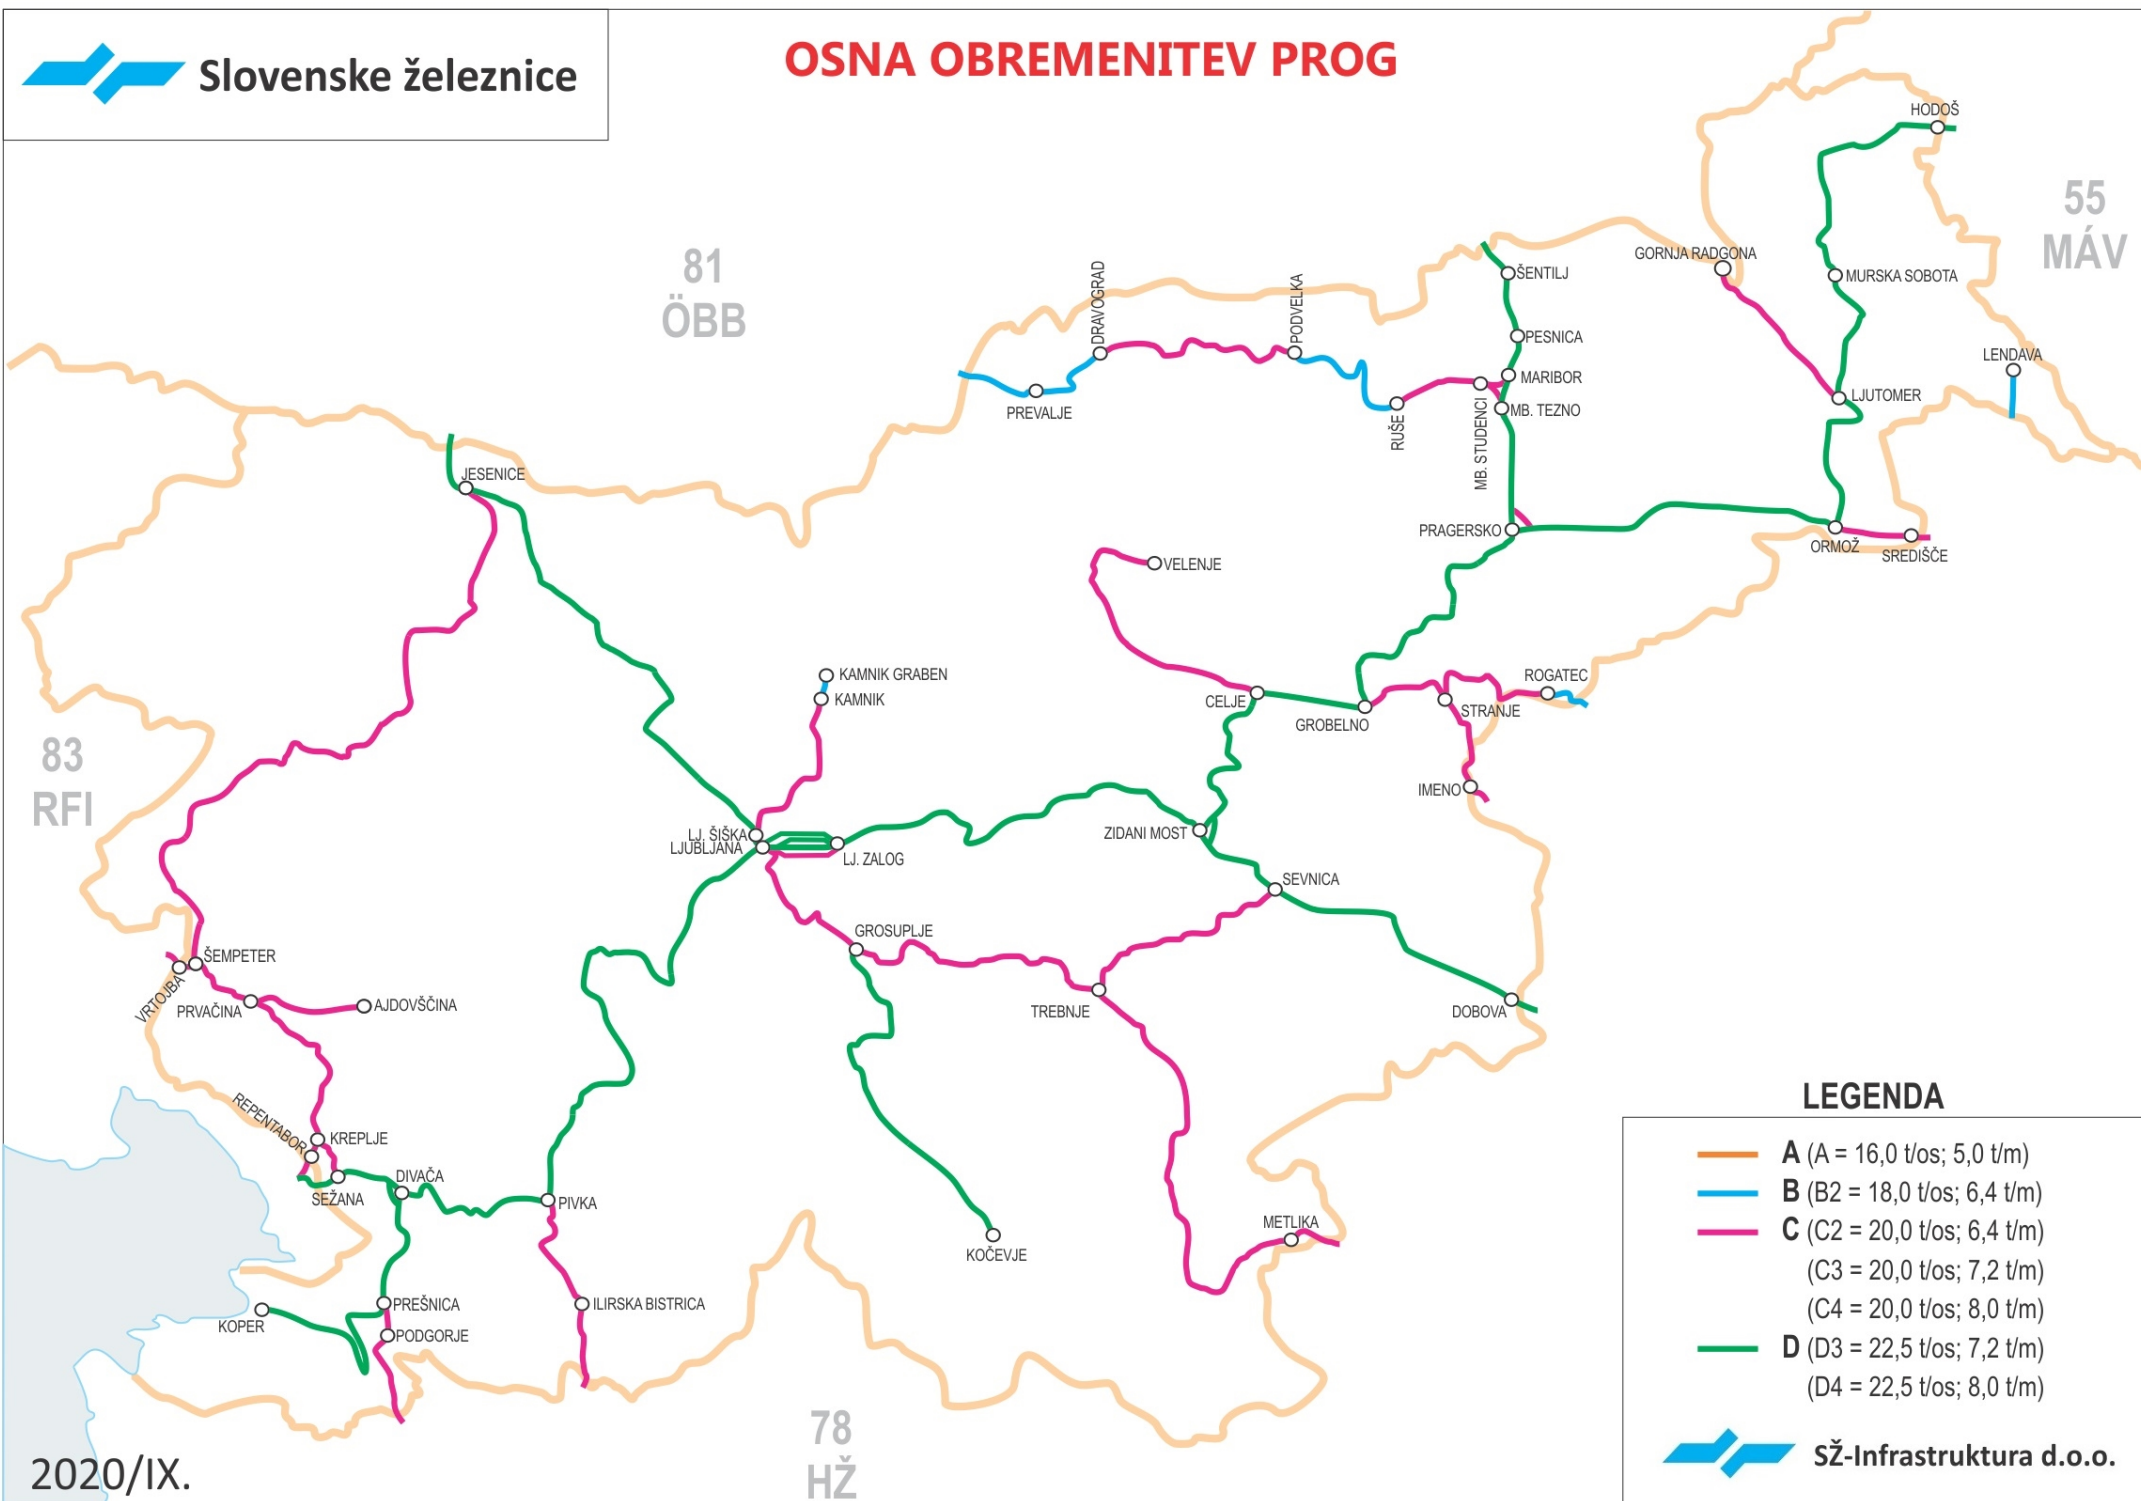 Slovenske železnice
OSNA OBREMENITEV PROG
HODOŠ
55
MÁV
81
ÖBB
GORNJA RADGONA
MURSKA SOBOTA
ŠENTILJ
DRAVOGRAD
PODVELKA
PESNICA
LENDAVA
MARIBOR
LJUTOMER
PREVALJE
MB. TEZNO
RUŠE
MB. STUDENCI
JESENICE
PRAGERSKO
ORMOŽ
SREDIŠČE
VELENJE
KAMNIK GRABEN
KAMNIK
ROGATEC
CELJE
STRANJE
GROBELNO
83
RFI
IMENO
LJ. ŠIŠKA
LJUBLJANA
LJ. ZALOG
ZIDANI MOST
SEVNICA
GROSUPLJE
ŠEMPETER
VRTOJBA
PRVAČINA
AJDOVŠČINA
TREBNJE
DOBOVA
REPENTABOR
KREPLJE
SEŽANA
DIVAČA
PIVKA
METLIKA
KOČEVJE
PREŠNICA
ILIRSKA BISTRICA
KOPER
PODGORJE
78
HŽ
2020/IX.
LEGENDA
A (A = 16,0 t/os; 5,0 t/m)
B (B2 = 18,0 t/os; 6,4 t/m)
C (C2 = 20,0 t/os; 6,4 t/m)
(C3 = 20,0 t/os; 7,2 t/m)
(C4 = 20,0 t/os; 8,0 t/m)
D (D3 = 22,5 t/os; 7,2 t/m)
(D4 = 22,5 t/os; 8,0 t/m)
SŽ-Infrastruktura d.o.o.